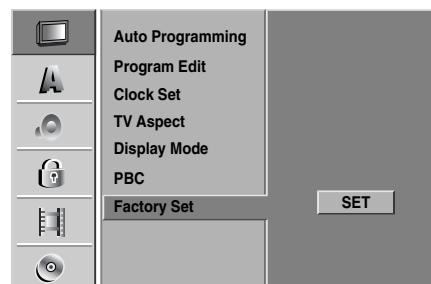 Auto Programming
Program Edit
Clock Set
TV Aspect
Display Mode
PBC
Factory Set
SET
A